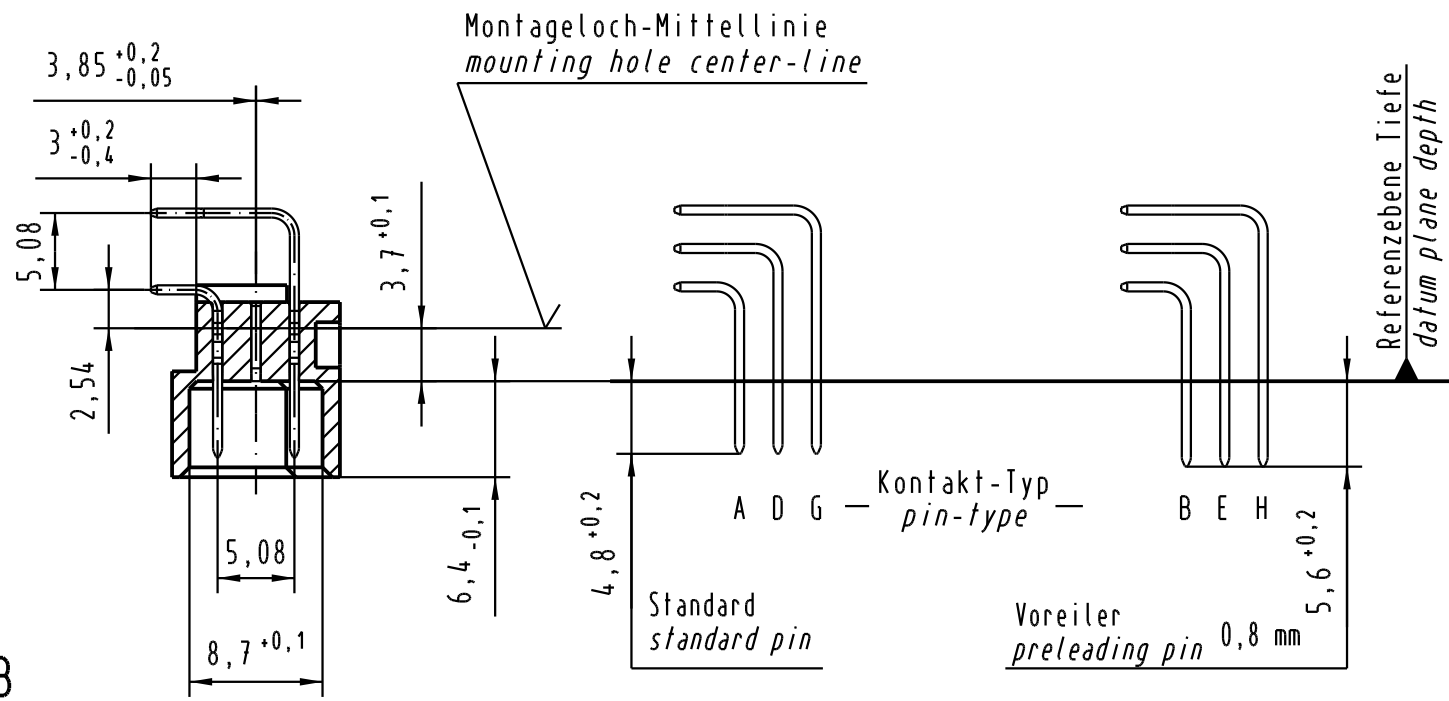 Montageloch-Mittellinie
mounting hole center-line
3,85 +0,2 -0,05
3 +0,2 -0,4
5,08
2,54
3,7 +0,1
6,4 -0,1
5,08
8,7 +0,1
4,8 +0,2
Standard
standard pin
A D G
Kontakt-Typ
pin-type
B E H
5,6 +0,2
Voreiler
preleading pin 0,8 mm
Referenzebene Tiefe
datum plane depth